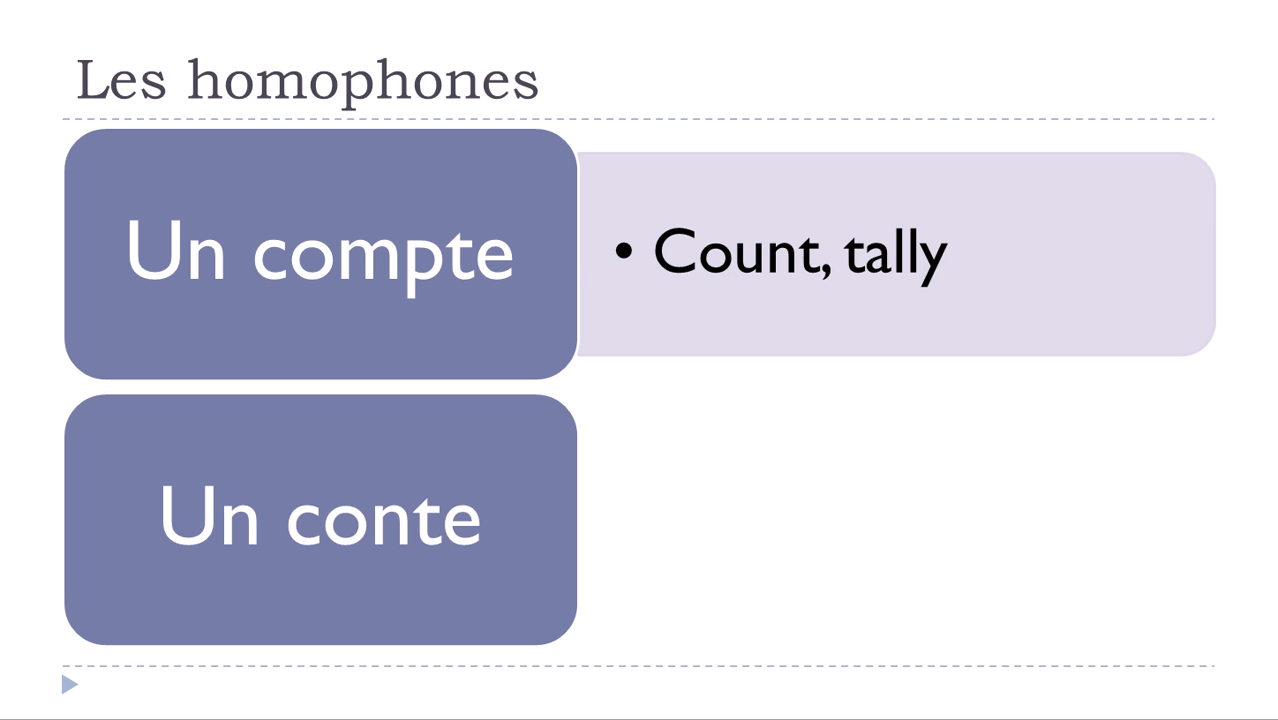 Les homophones
Un compte
• Count, tally
Un conte